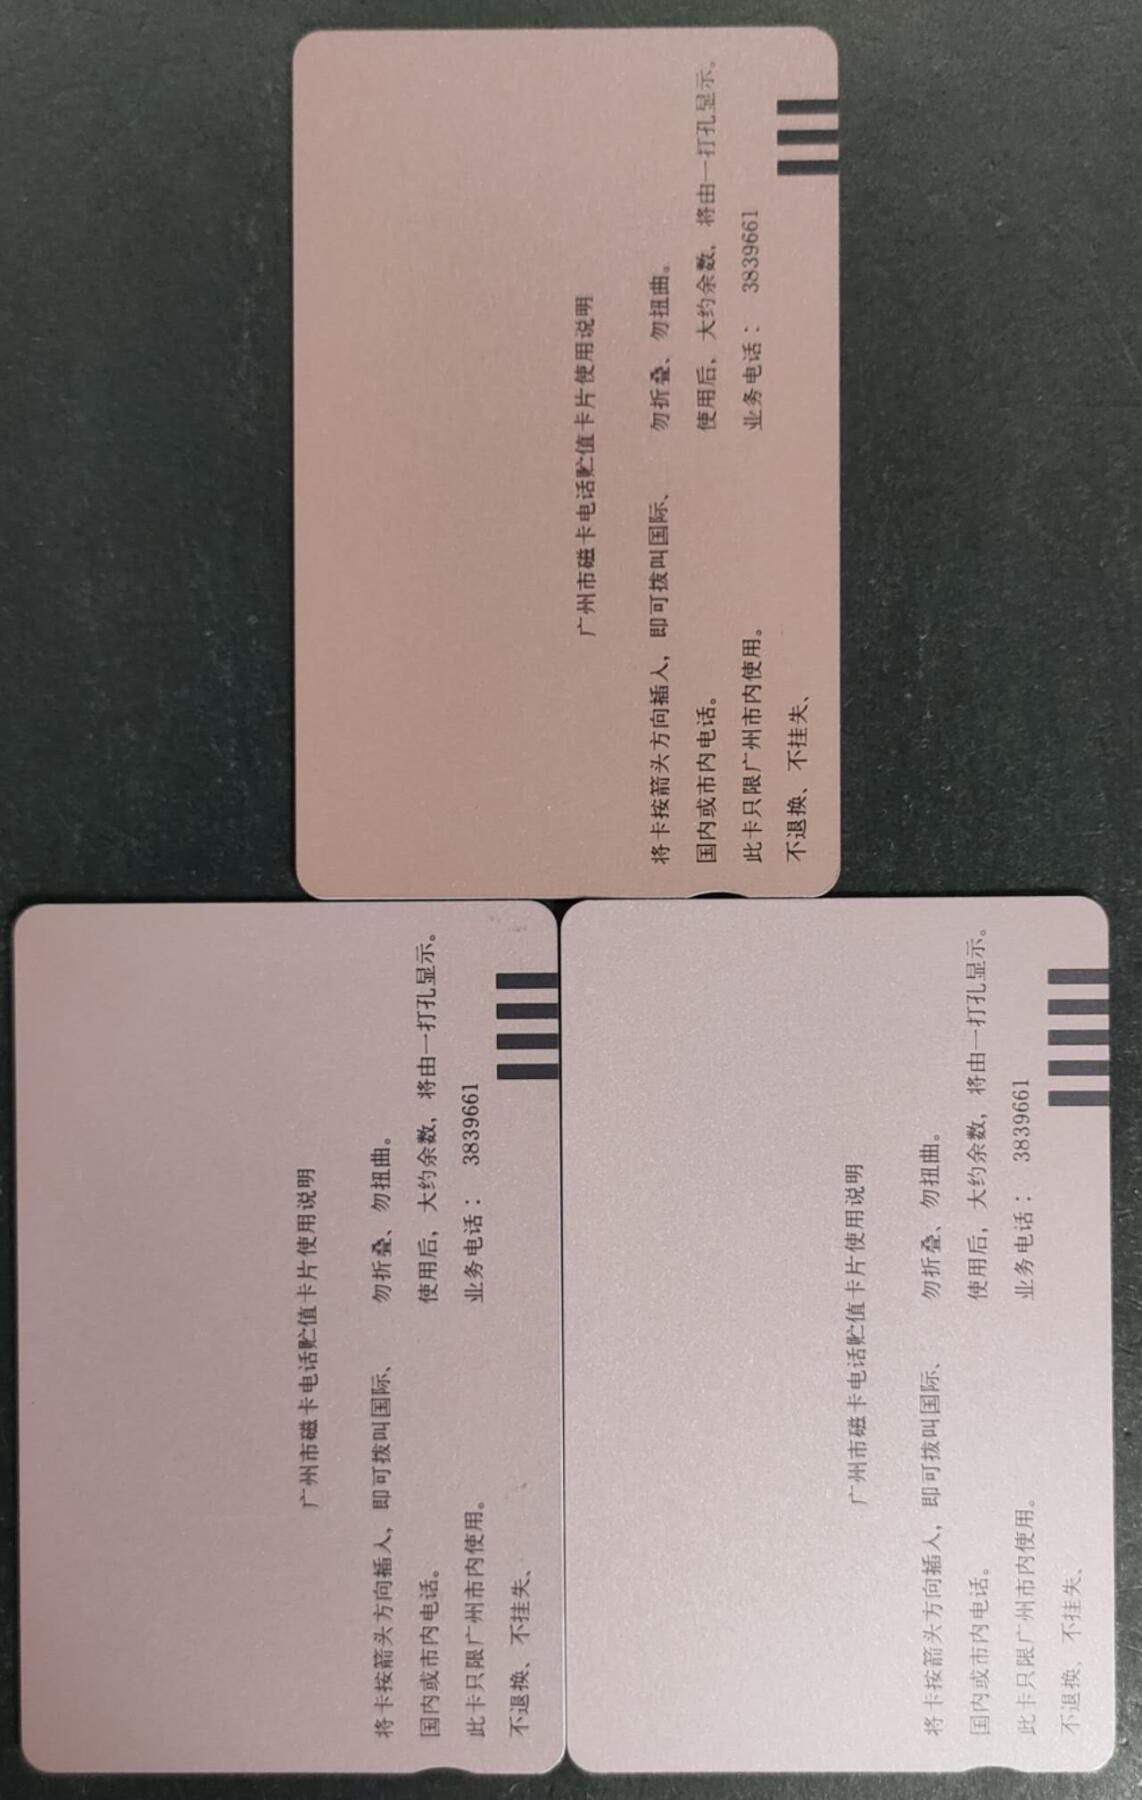 广州市磁卡电话贮值卡片使用说明
将卡按箭头方向插人，即可拨叫国际、 勿折叠、勿扭曲。
国内或市内电话。 使用后，大约余数，将由一打孔显示。
此卡只限广州市内使用。 业务电话： 3839661
不退换、不挂失、
广州市磁卡电话贮值卡片使用说明
将卡按箭头方向插人，即可拨叫国际、 勿折叠、勿扭曲。
国内或市内电话。 使用后，大约余数，将由一打孔显示。
此卡只限广州市内使用。 业务电话： 3839661
不退换、不挂失、
广州市磁卡电话贮值卡片使用说明
将卡按箭头方向插人，即可拨叫国际、 勿折叠、勿扭曲。
国内或市内电话。 使用后，大约余数，将由一打孔显示。
此卡只限广州市内使用。 业务电话： 3839661
不退换、不挂失、